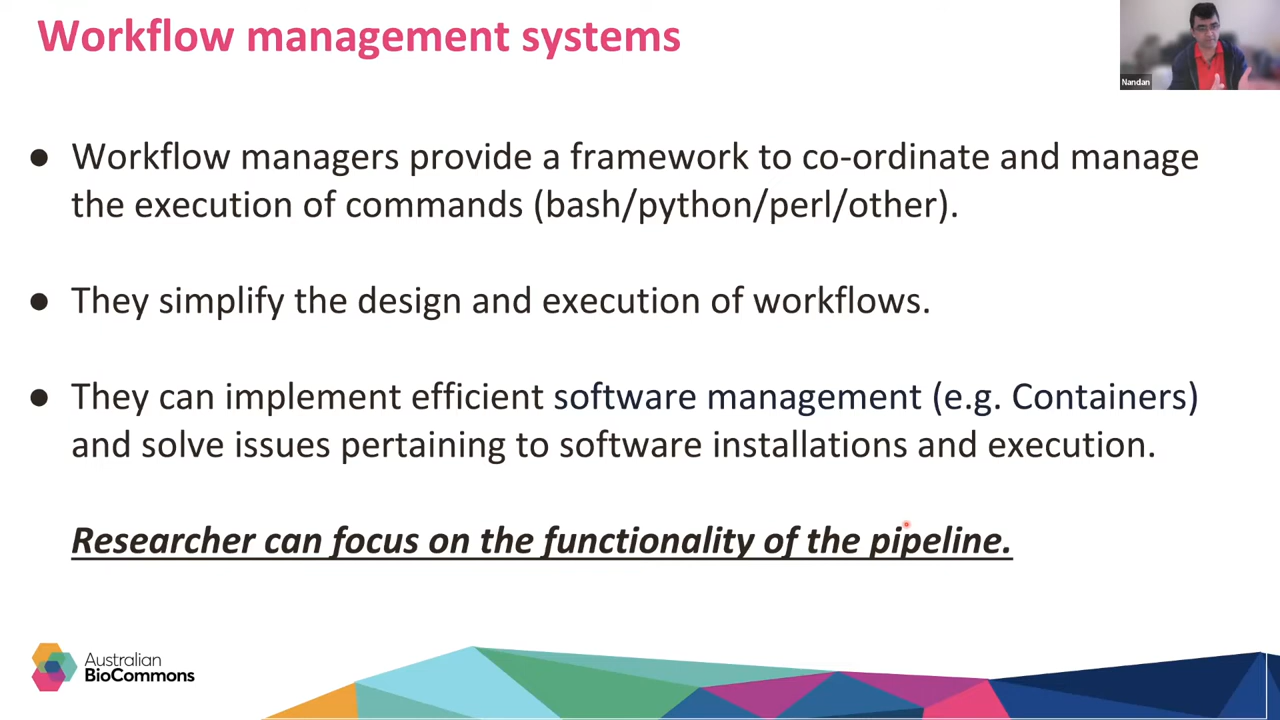 Workflow management systems
Nandan
● Workflow managers provide a framework to co-ordinate and manage
the execution of commands (bash/python/perl/other).
● They simplify the design and execution of workflows.
● They can implement efficient software management (e.g. Containers)
and solve issues pertaining to software installations and execution.
Researcher can focus on the functionality of the pipeline.
Australian
BioCommons